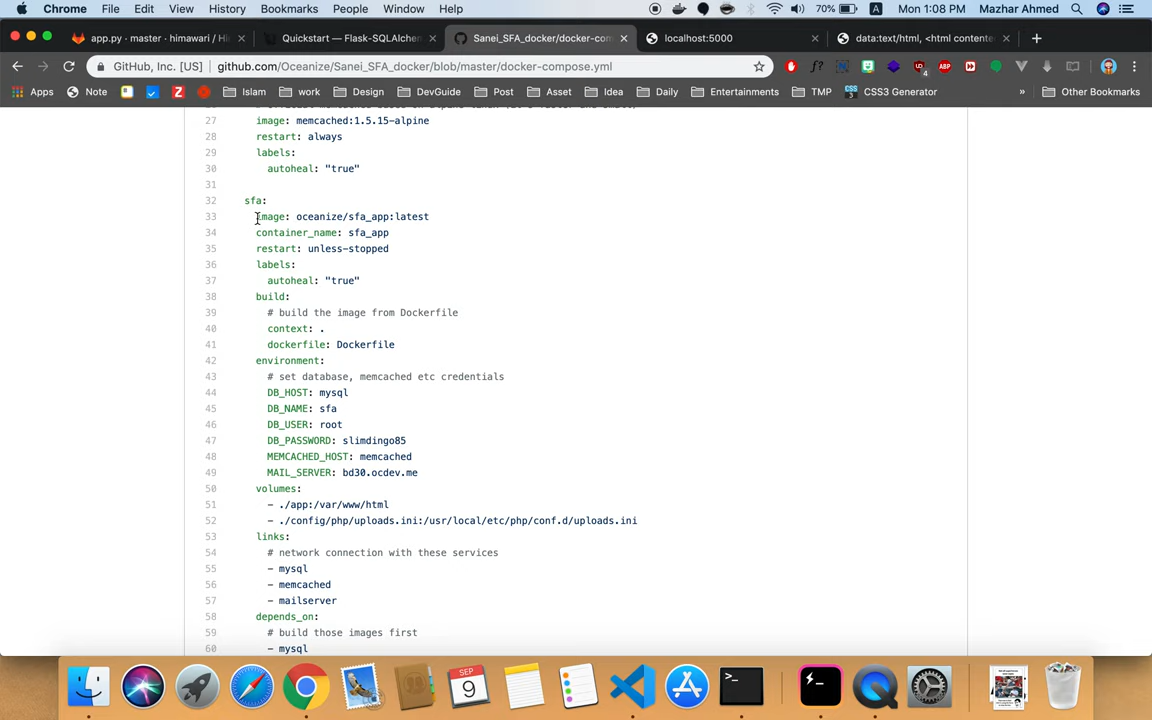 Chrome File Edit View History Bookmarks People Window Help 70% A Mon 1:08 PM Mazhar Ahmed
app.py - master · himawari / Hi Quickstart — Flask-SQLAlchem Sanei_SFA_docker/docker-com localhost:5000 data:text/html, <html contente
GitHub, Inc. [US] github.com/Oceanize/Sanei_SFA_docker/blob/master/docker-compose.yml f? 4 ABP
Apps Note Islam work Design DevGuide Post Asset Idea Daily Entertainments TMP CSS3 Generator » Other Bookmarks
27 image: memcached:1.5.15-alpine
28 restart: always
29 labels:
30 autoheal: "true"
31
32 sfa:
33 image: oceanize/sfa_app:latest
34 container_name: sfa_app
35 restart: unless-stopped
36 labels:
37 autoheal: "true"
38 build:
39 # build the image from Dockerfile
40 context: .
41 dockerfile: Dockerfile
42 environment:
43 # set database, memcached etc credentials
44 DB_HOST: mysql
45 DB_NAME: sfa
46 DB_USER: root
47 DB_PASSWORD: slimdingo85
48 MEMCACHED_HOST: memcached
49 MAIL_SERVER: bd30.ocdev.me
50 volumes:
51 - ./app:/var/www/html
52 - ./config/php/uploads.ini:/usr/local/etc/php/conf.d/uploads.ini
53 links:
54 # network connection with these services
55 - mysql
56 - memcached
57 - mailserver
58 depends_on:
59 # build those images first
60 - mysql
SEP
9